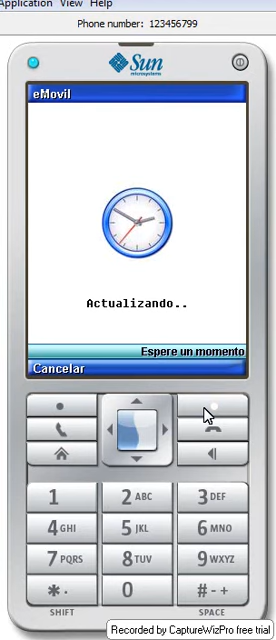 Application View Help
Phone number: 123456799
Sun
microsystems
eMovil
Actualizando..
Espere un momento
Cancelar
1 2 ABC 3 DEF
4 GHI 5 JKL 6 MNO
7 PQRS 8 TUV 9 WXYZ
*. 0 #-+
SHIFT SPACE
Recorded by CaptureWizPro free trial